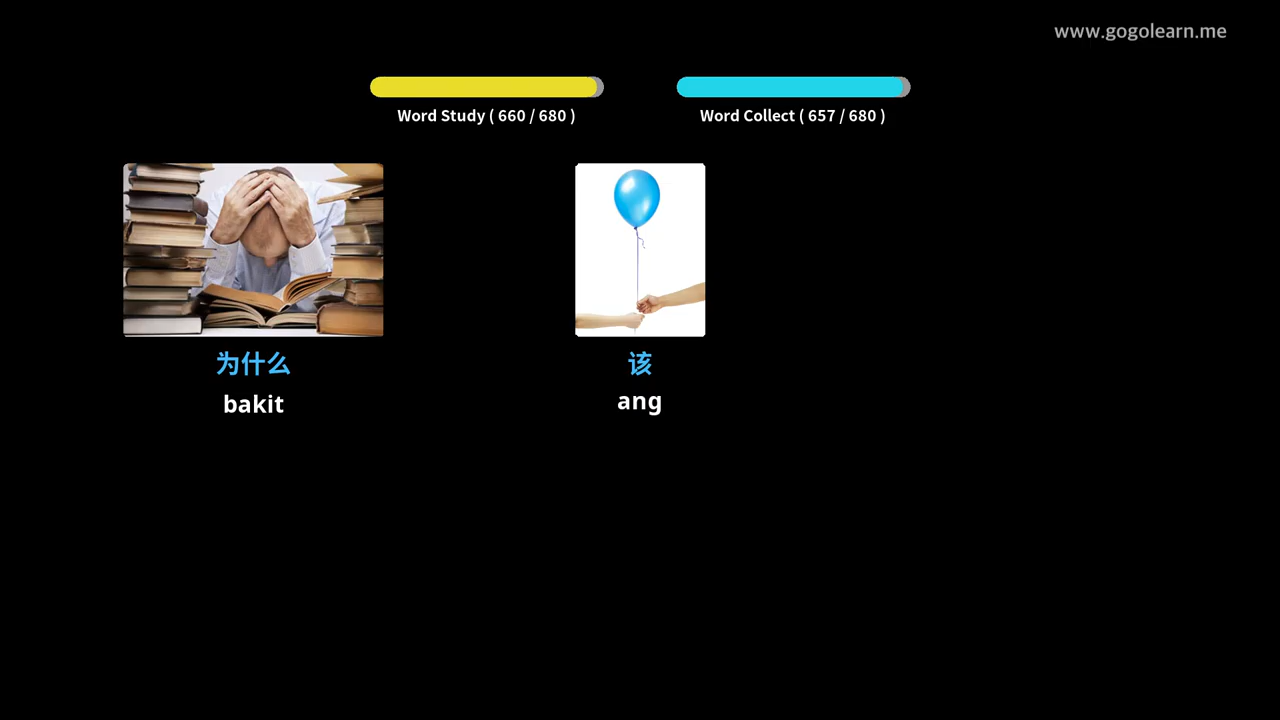 www.gogolearn.me
Word Study ( 660 / 680 )
Word Collect ( 657 / 680 )
为什么
bakit
该
ang